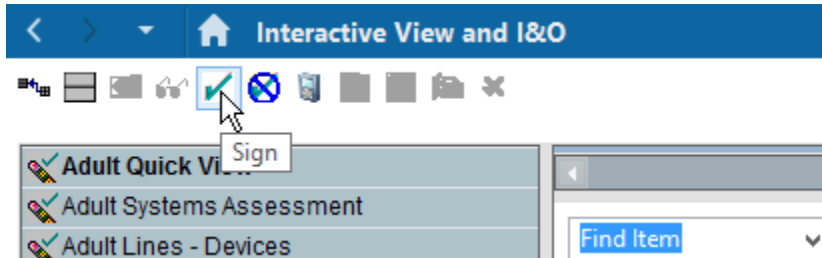 Interactive View and I&O
Sign
Adult Quick View
Adult Systems Assessment
Adult Lines - Devices
Find Item